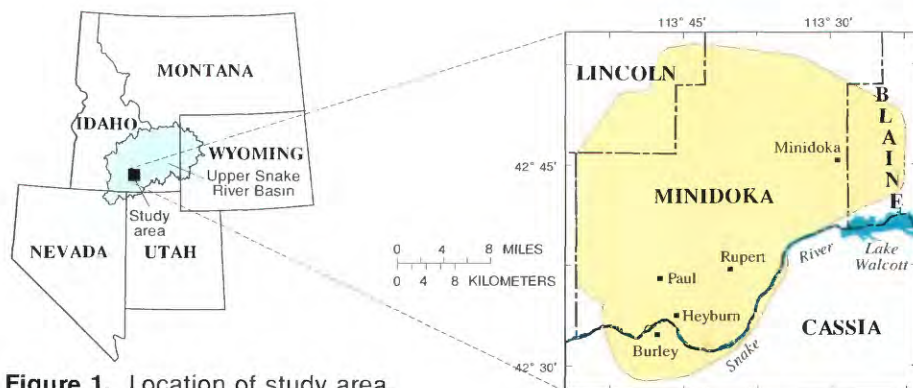 MONTANA
IDAHO
WYOMING
Upper Snake
River Basin
Study
area
NEVADA
UTAH
0 4 8 MILES
0 4 8 KILOMETERS
113° 45'
113° 30'
LINCOLN
BLAINE
Minidoka
42° 45'
MINIDOKA
Rupert
River
Lake
Walcott
Paul
Heyburn
CASSIA
Snake
Burley
42° 30'
Figure 1. Location of study area